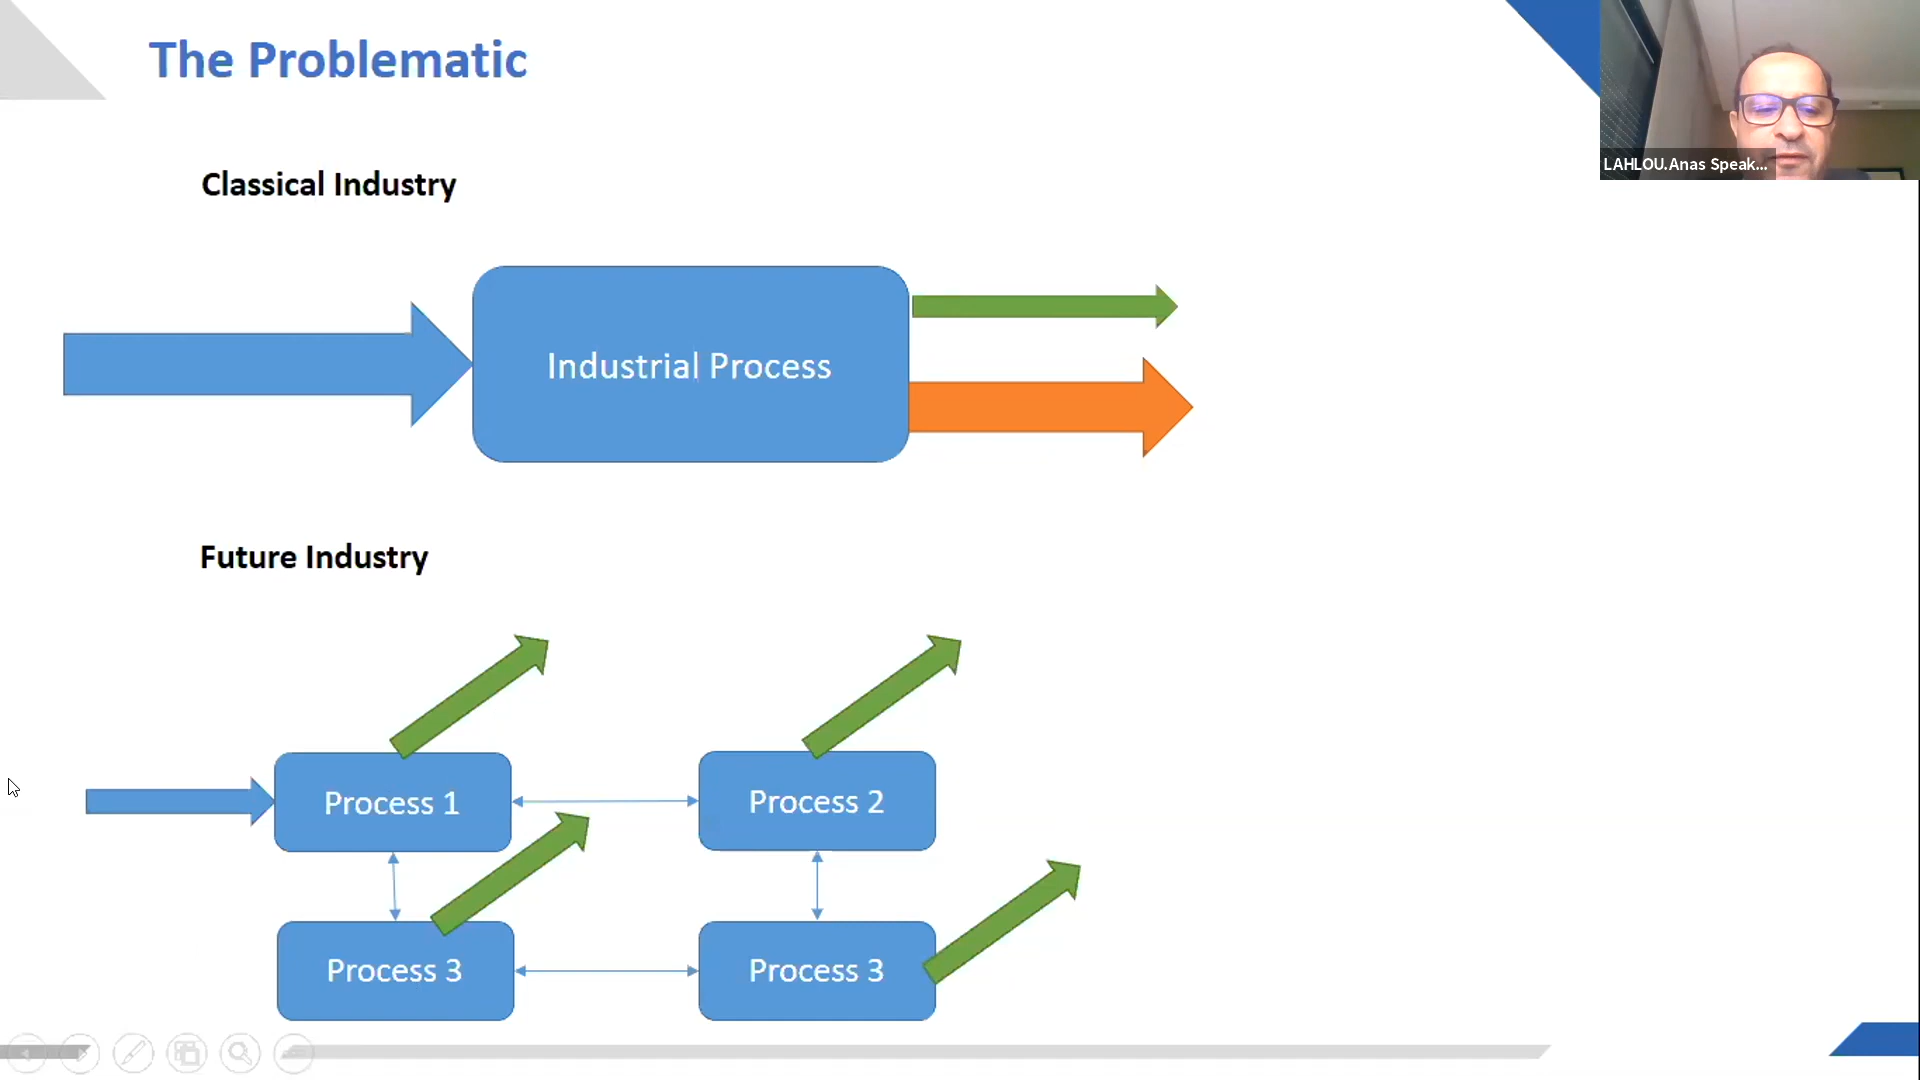 The Problematic
LAHLOU.Anas Speak...
Classical Industry
Industrial Process
Future Industry
Process 1
Process 2
Process 3
Process 3